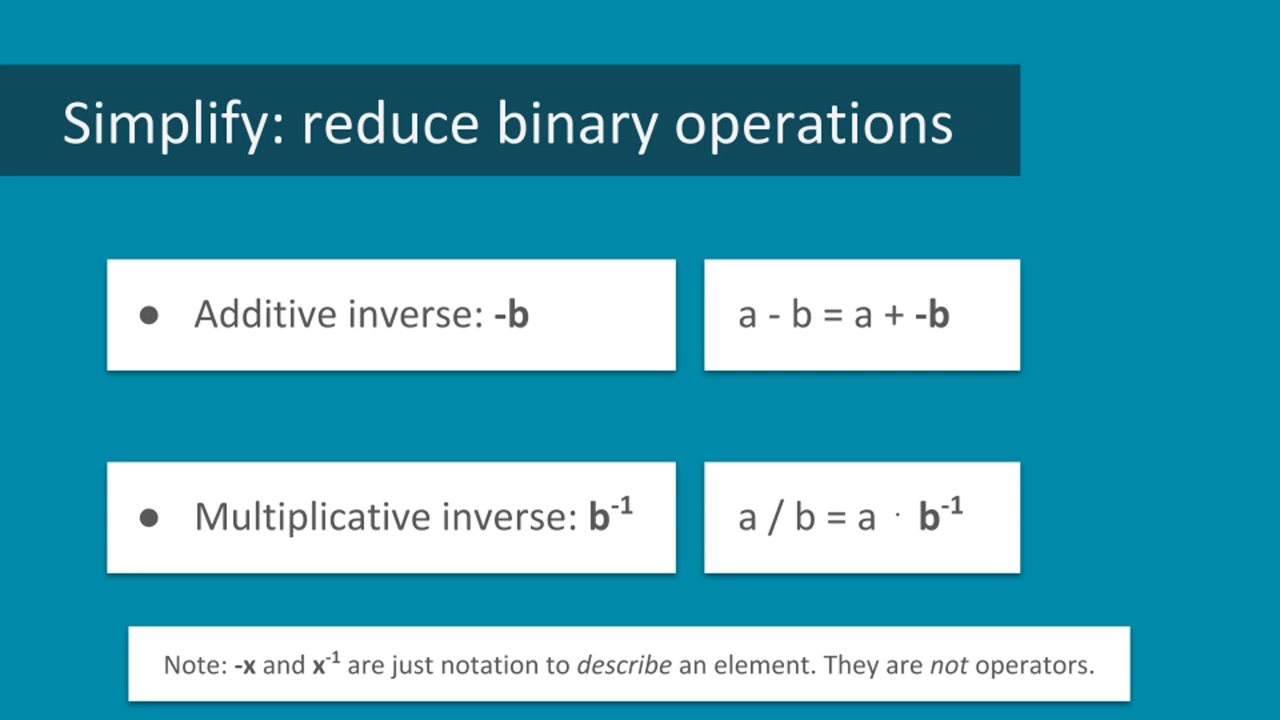 Simplify: reduce binary operations
● Additive inverse: -b
a - b = a + -b
● Multiplicative inverse: b⁻¹
a / b = a · b⁻¹
Note: -x and x⁻¹ are just notation to describe an element. They are not operators.